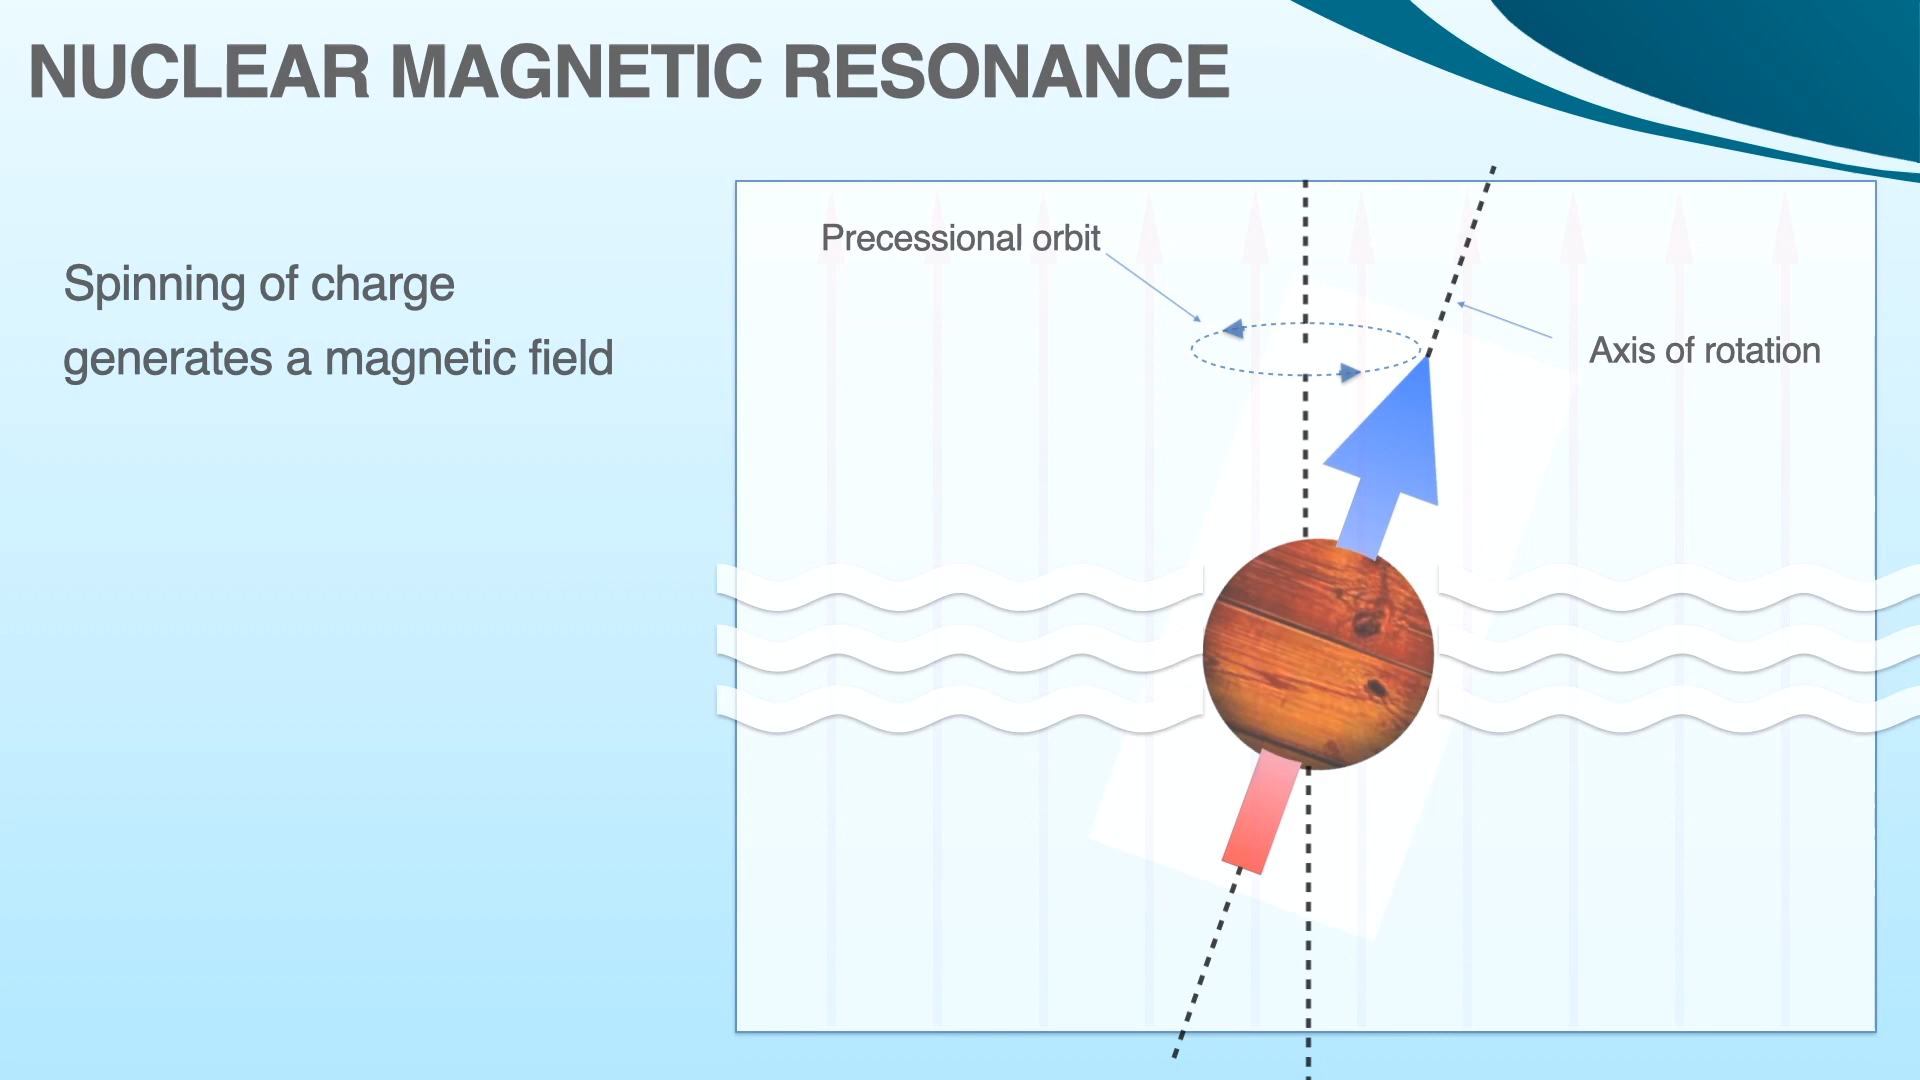 NUCLEAR MAGNETIC RESONANCE
Spinning of charge
generates a magnetic field
Precessional orbit
Axis of rotation